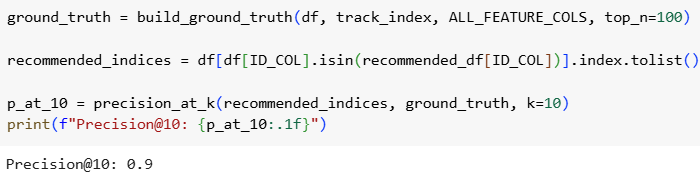 ground_truth = build_ground_truth(df, track_index, ALL_FEATURE_COLS, top_n=100)
recommended_indices = df[df[ID_COL].isin(recommended_df[ID_COL])].index.tolist()
p_at_10 = precision_at_k(recommended_indices, ground_truth, k=10)
print(f"Precision@10: {p_at_10:.1f}")
Precision@10: 0.9